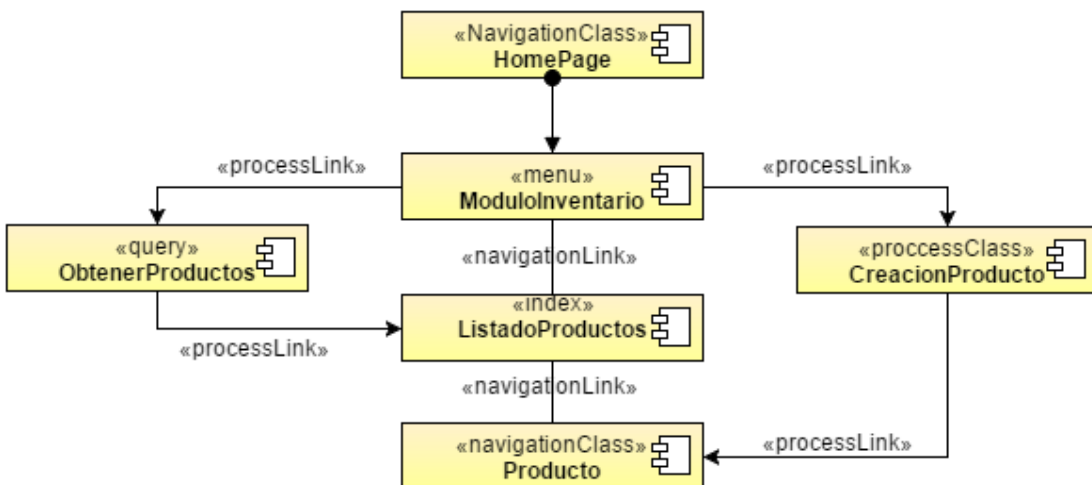 «NavigationClass»
HomePage
«processLink»
«processLink»
«menu»
ModuloInventario
«query»
ObtenerProductos
«navigationLink»
«proccessClass»
CreacionProducto
«index»
ListadoProductos
«processLink»
«navigationLink»
«navigationClass»
Producto
«processLink»